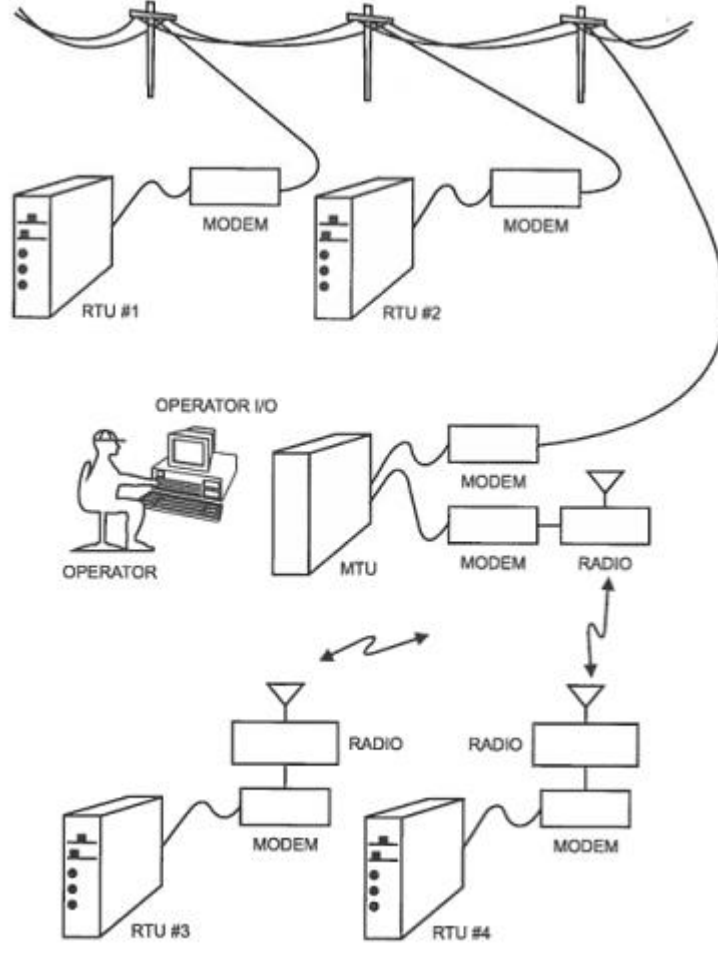 MODEM
MODEM
RTU #1
RTU #2
OPERATOR I/O
MODEM
OPERATOR
MTU
MODEM
RADIO
RADIO
RADIO
MODEM
MODEM
RTU #3
RTU #4